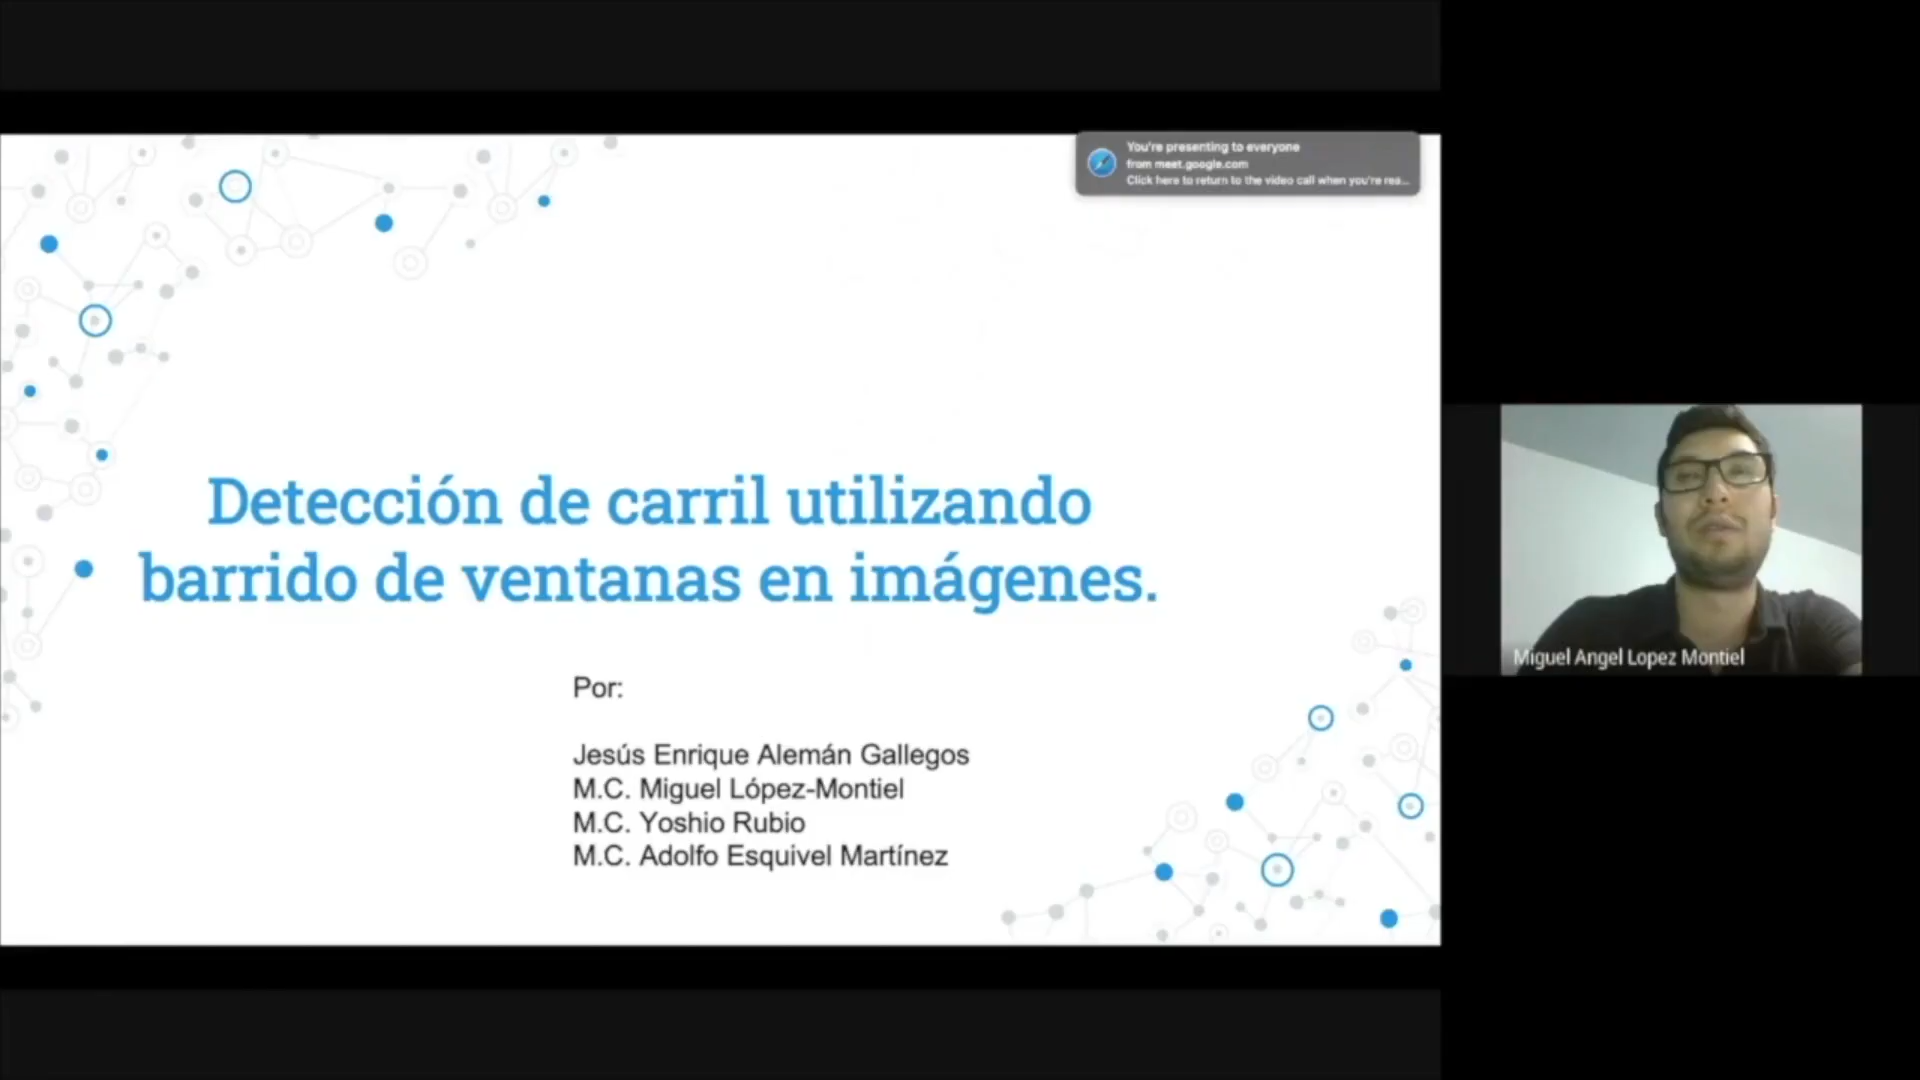 You're presenting to everyone
from meet.google.com
Click here to return to the video call when you're rea...
Detección de carril utilizando
barrido de ventanas en imágenes.
Por:
Jesús Enrique Alemán Gallegos
M.C. Miguel López-Montiel
M.C. Yoshio Rubio
M.C. Adolfo Esquivel Martínez
Miguel Angel Lopez Montiel